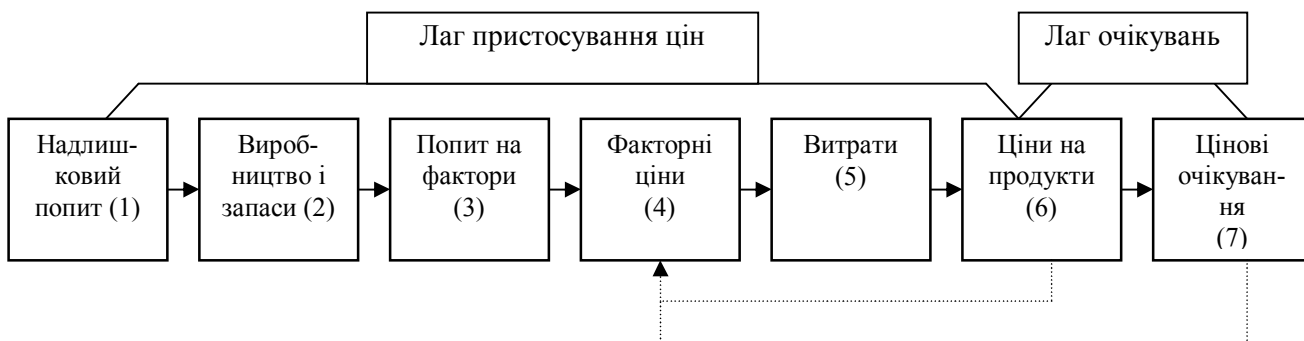 Лаг пристосування цін
Лаг очікувань
Надлиш-
ковий
попит (1)
Вироб-
ництво і
запаси (2)
Попит на
фактори
(3)
Факторні
ціни
(4)
Витрати
(5)
Ціни на
продукти
(6)
Цінові
очікуван-
ня
(7)